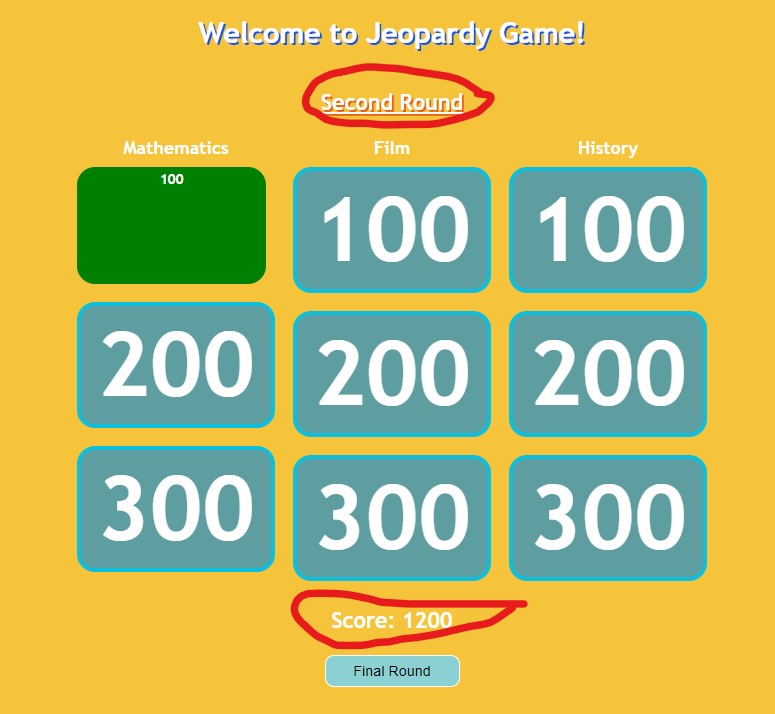 Welcome to Jeopardy Game!
Second Round
Mathematics Film History
100 100 100
200 200 200
300 300 300
Score: 1200
Final Round